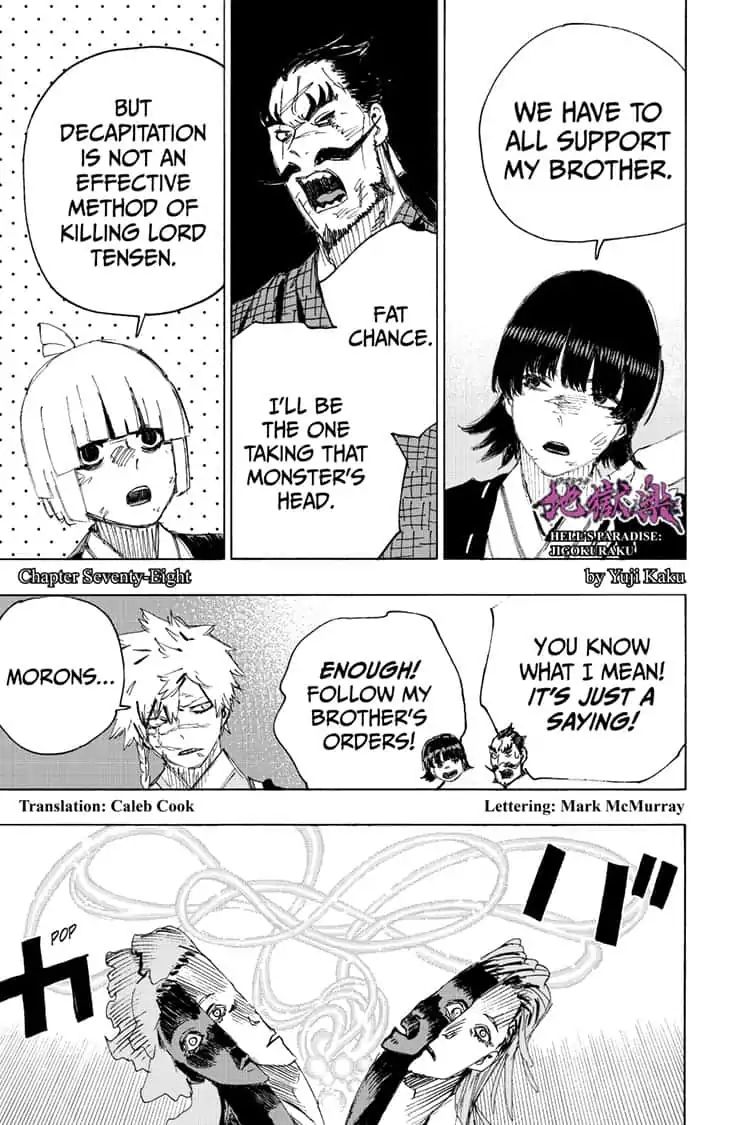 WE HAVE TO
ALL SUPPORT
MY BROTHER.
FAT
CHANCE.
I'LL BE
THE ONE
TAKING THAT
MONSTER'S
HEAD.
BUT
DECAPITATION
IS NOT AN
EFFECTIVE
METHOD OF
KILLING LORD
TENSEN.
地獄楽
HELL'S PARADISE:
JIGOKURAKU
Chapter Seventy-Eight
by Yuji Kaku
YOU KNOW
WHAT I MEAN!
IT'S JUST A
SAYING!
ENOUGH!
FOLLOW MY
BROTHER'S
ORDERS!
MORONS...
Translation: Caleb Cook
Lettering: Mark McMurray
バ
カ
POP